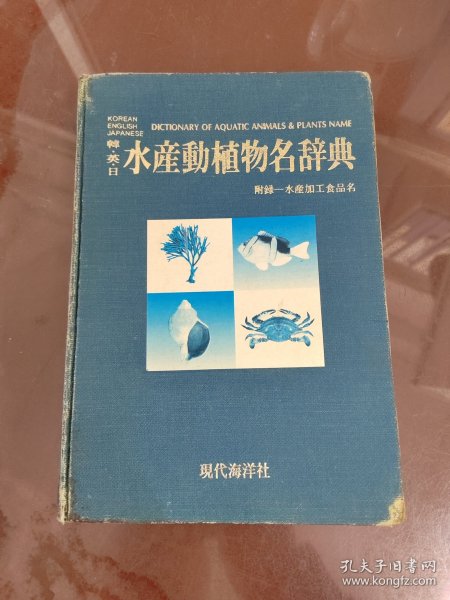 KOREAN
ENGLISH
JAPANESE
DICTIONARY OF AQUATIC ANIMALS & PLANTS NAME
韓·英·日
水産動植物名辞典
附録—水産加工食品名
現代海洋社
孔夫子旧书网
www.kongfz.com